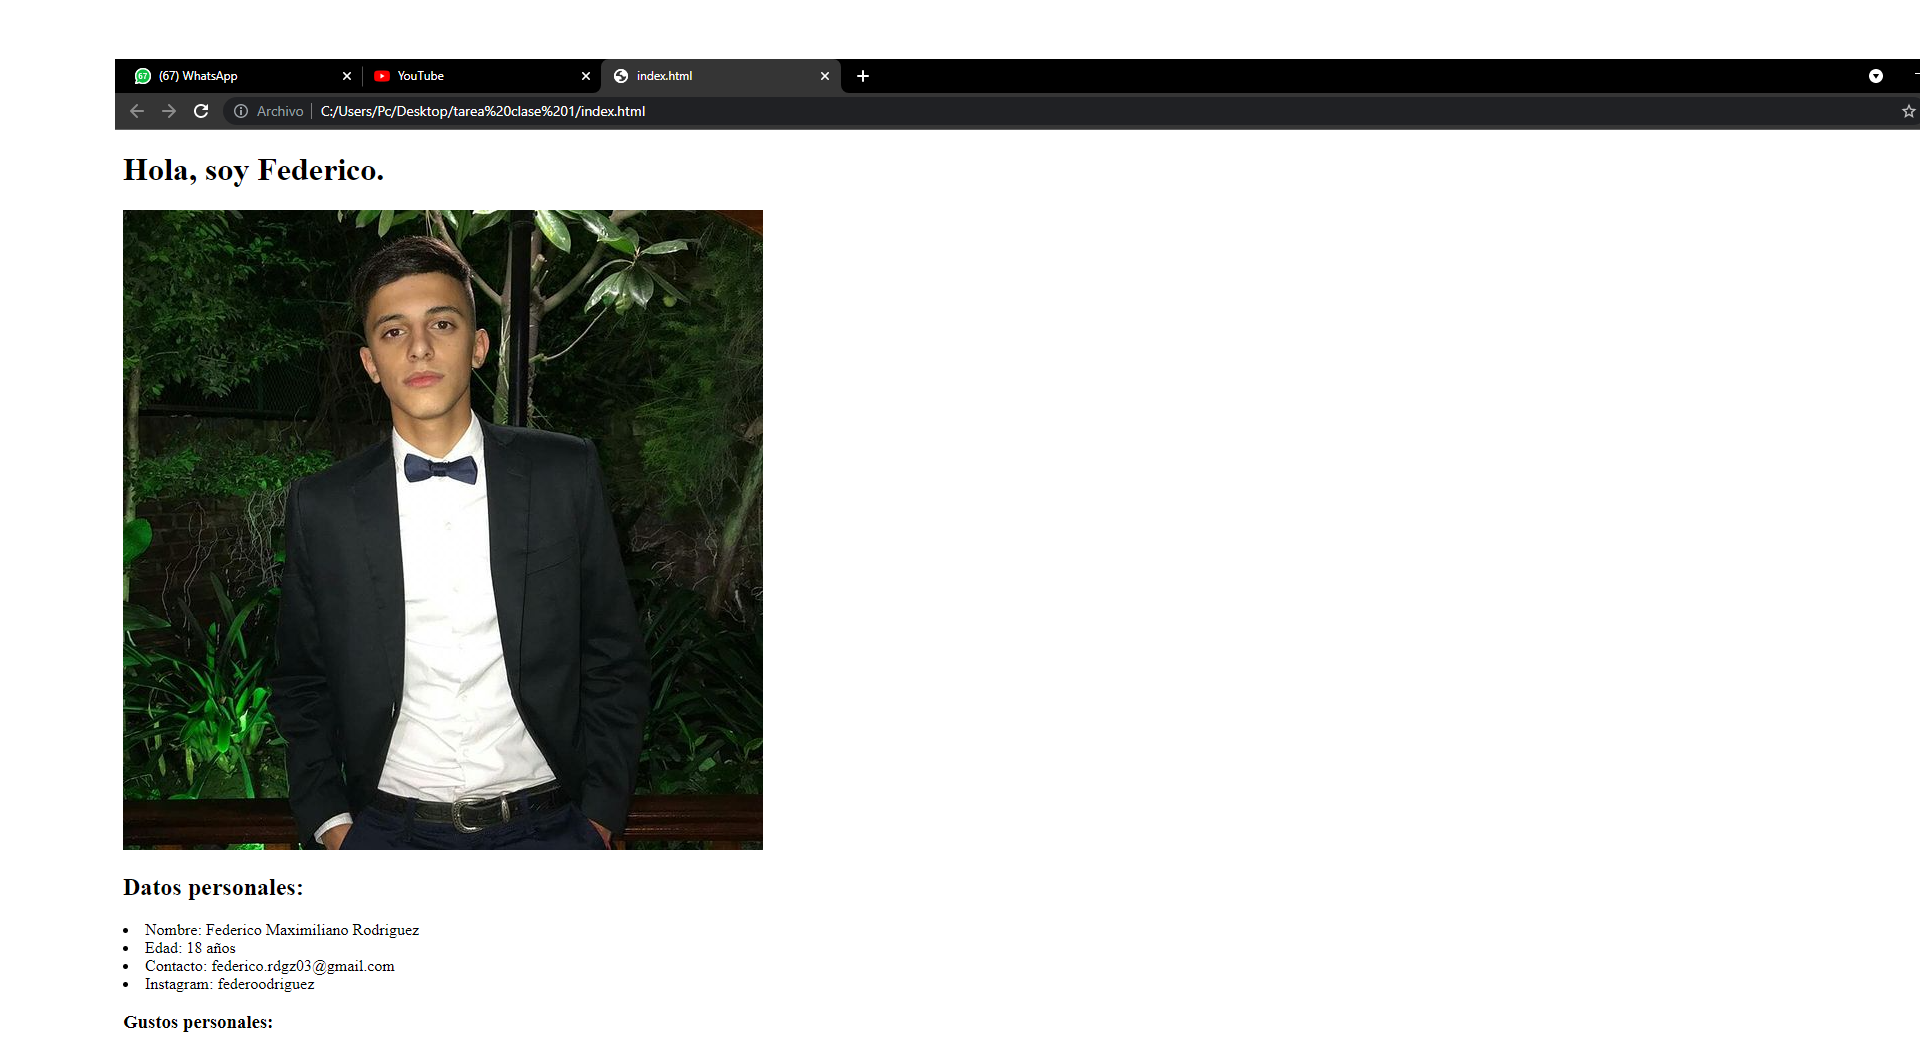 (67) WhatsApp
YouTube
index.html
Archivo
C:/Users/Pc/Desktop/tarea%20clase%201/index.html
Hola, soy Federico.
Datos personales:
Nombre: Federico Maximiliano Rodriguez
Edad: 18 años
Contacto: federico.rdgz03@gmail.com
Instagram: federoodriguez
Gustos personales: